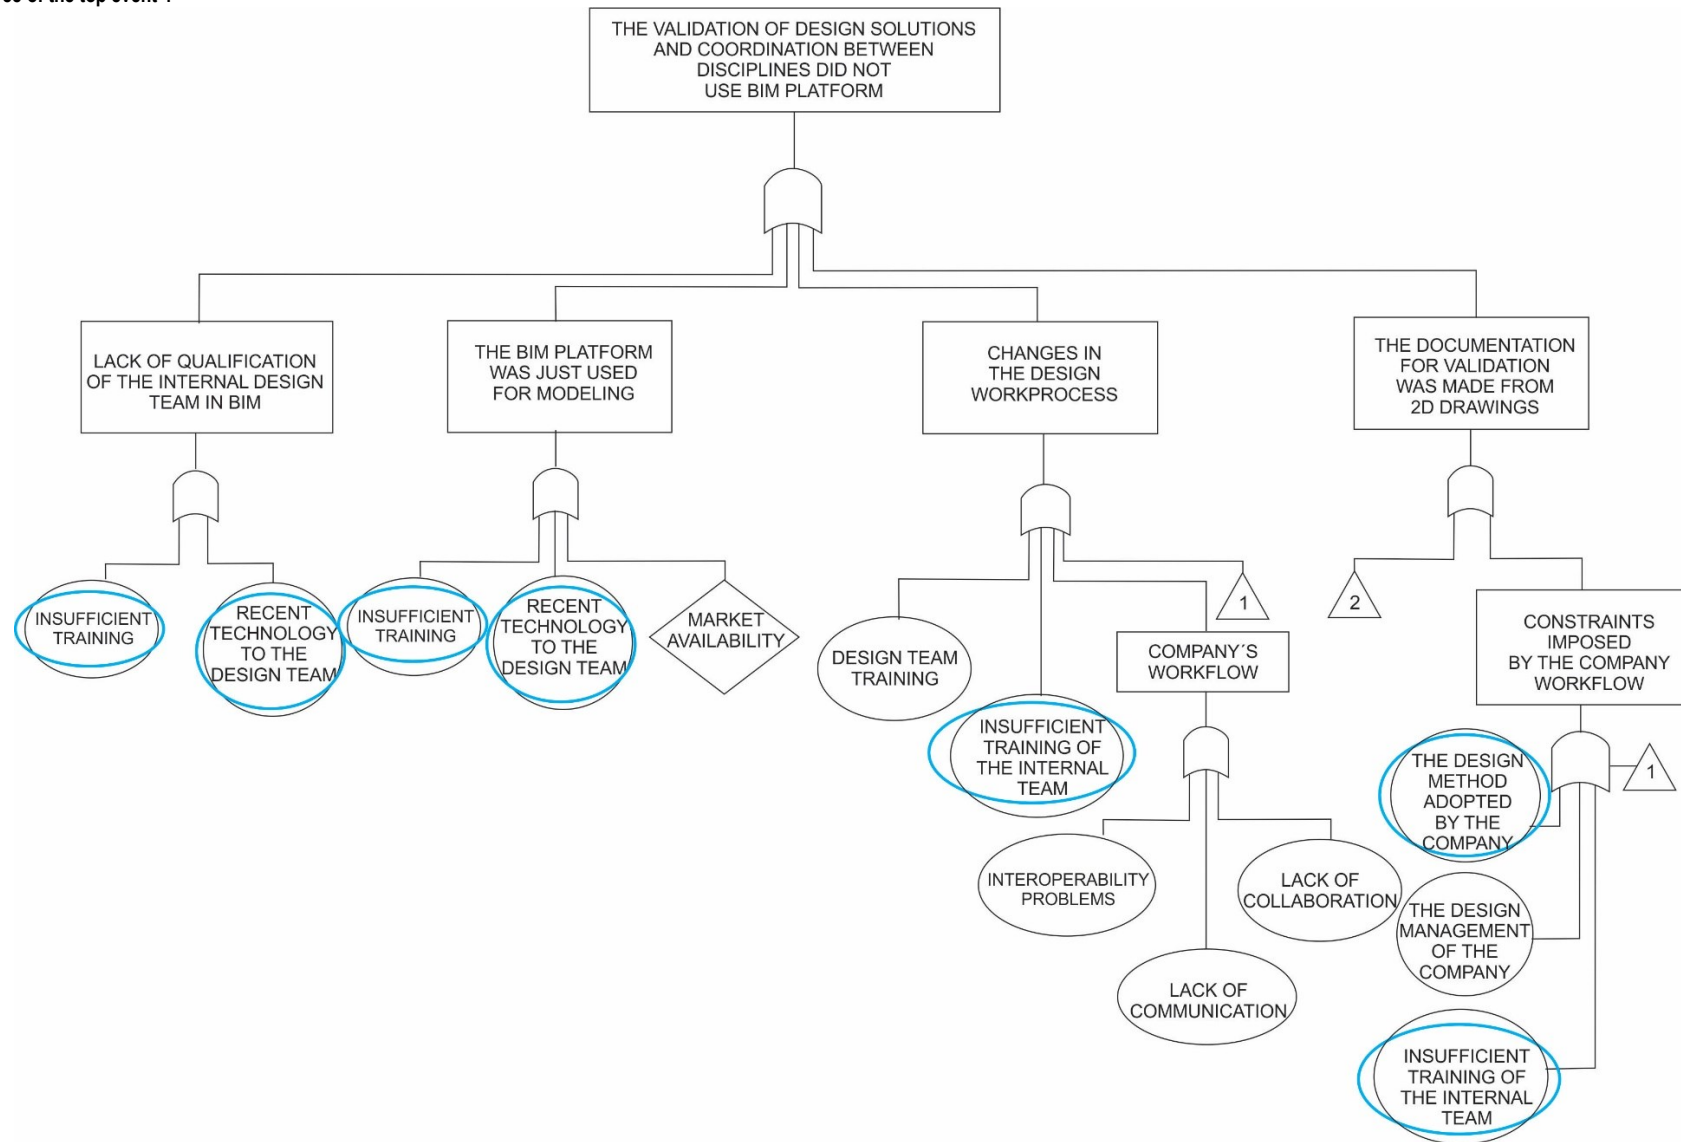 THE VALIDATION OF DESIGN SOLUTIONS
AND COORDINATION BETWEEN
DISCIPLINES DID NOT
USE BIM PLATFORM
LACK OF QUALIFICATION
OF THE INTERNAL DESIGN
TEAM IN BIM
THE BIM PLATFORM
WAS JUST USED
FOR MODELING
CHANGES IN
THE DESIGN
WORKPROCESS
THE DOCUMENTATION
FOR VALIDATION
WAS MADE FROM
2D DRAWINGS
INSUFFICIENT
TRAINING
RECENT
TECHNOLOGY
TO THE
DESIGN TEAM
INSUFFICIENT
TRAINING
RECENT
TECHNOLOGY
TO THE
DESIGN TEAM
MARKET
AVAILABILITY
DESIGN TEAM
TRAINING
INSUFFICIENT
TRAINING OF
THE INTERNAL
TEAM
COMPANY´S
WORKFLOW
1
INTEROPERABILITY
PROBLEMS
LACK OF
COMMUNICATION
LACK OF
COLLABORATION
2
CONSTRAINTS
IMPOSED
BY THE COMPANY
WORKFLOW
THE DESIGN
METHOD
ADOPTED
BY THE
COMPANY
1
THE DESIGN
MANAGEMENT
OF THE
COMPANY
INSUFFICIENT
TRAINING OF
THE INTERNAL
TEAM